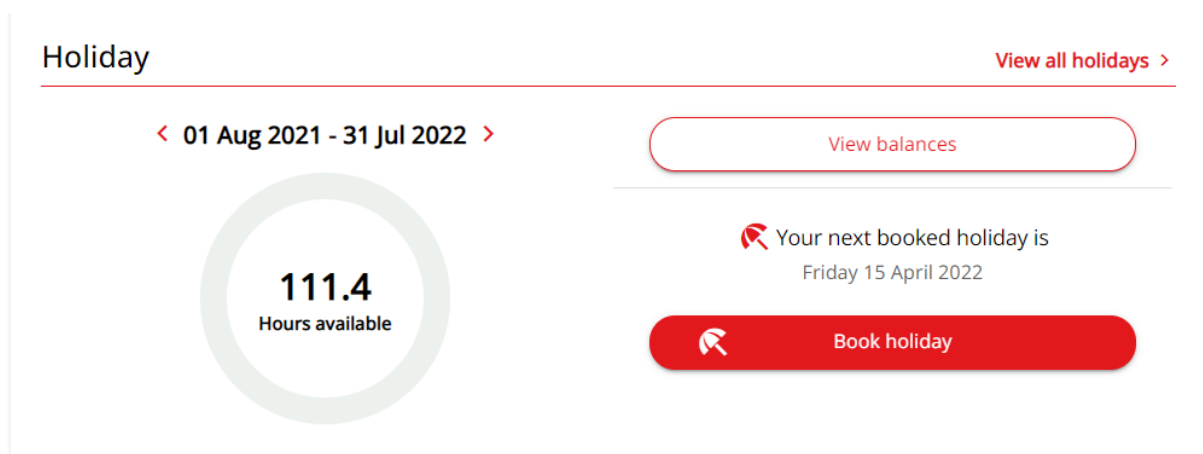 Holiday
View all holidays >
< 01 Aug 2021 - 31 Jul 2022 >
View balances
111.4
Hours available
Your next booked holiday is
Friday 15 April 2022
Book holiday